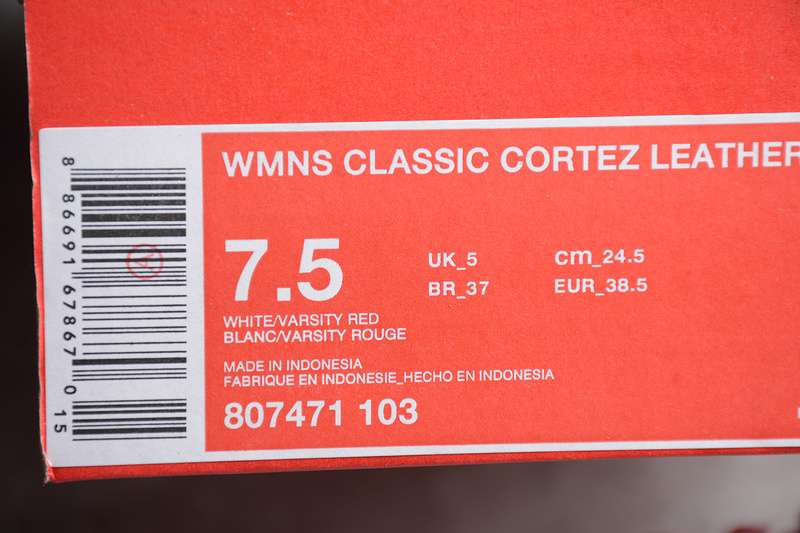 WMNS CLASSIC CORTEZ LEATHER
7.5
UK_5
cm_24.5
BR_37
EUR_38.5
WHITE/VARSITY RED
BLANC/VARSITY ROUGE
MADE IN INDONESIA
FABRIQUE EN INDONESIE_HECHO EN INDONESIA
807471 103
8 86691 67867 0 15